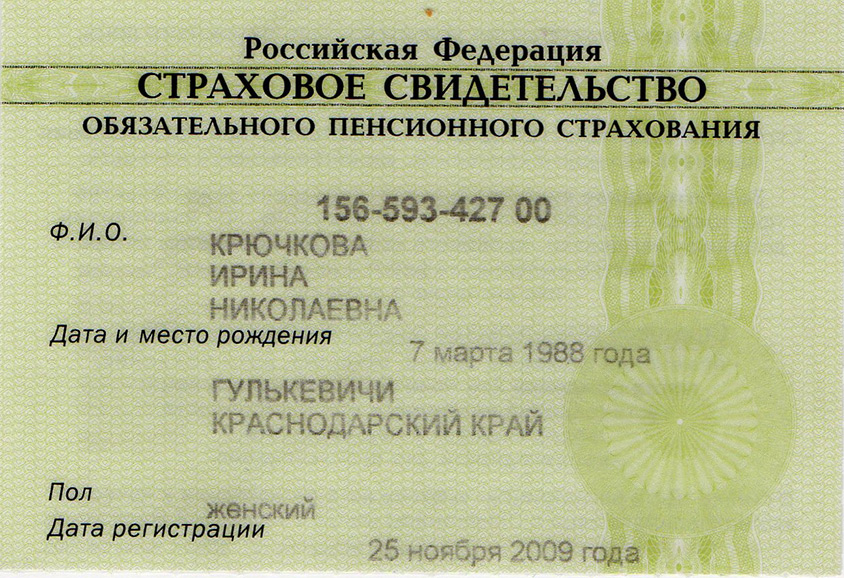 Российская Федерация
СТРАХОВОЕ СВИДЕТЕЛЬСТВО
ОБЯЗАТЕЛЬНОГО ПЕНСИОННОГО СТРАХОВАНИЯ
156-593-427 00
Ф.И.О.
КРЮЧКОВА
ИРИНА
НИКОЛАЕВНА
Дата и место рождения
7 марта 1988 года
ГУЛЬКЕВИЧИ
КРАСНОДАРСКИЙ КРАЙ
Пол
женский
Дата регистрации
25 ноября 2009 года